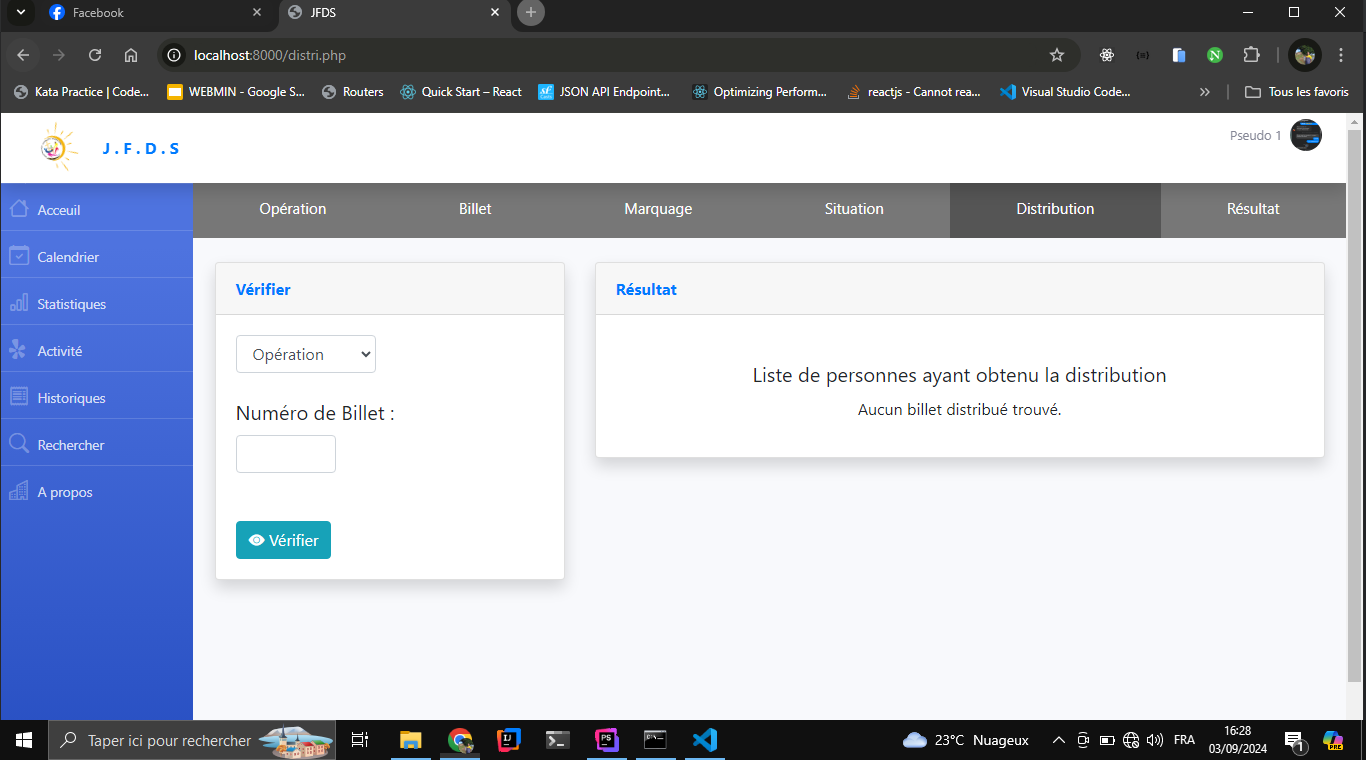 Facebook
JFDS
localhost:8000/distri.php
Kata Practice | Code...
WEBMIN - Google S...
Routers
Quick Start – React
JSON API Endpoint...
Optimizing Perform...
reactjs - Cannot rea...
Visual Studio Code...
»
Tous les favoris
J.F.D.S
Pseudo 1
Acceuil
Calendrier
Statistiques
Activité
Historiques
Rechercher
A propos
Opération
Billet
Marquage
Situation
Distribution
Résultat
Vérifier
Opération
Numéro de Billet :
Vérifier
Résultat
Liste de personnes ayant obtenu la distribution
Aucun billet distribué trouvé.
Taper ici pour rechercher
23°C Nuageux
FRA
16:28
03/09/2024
1